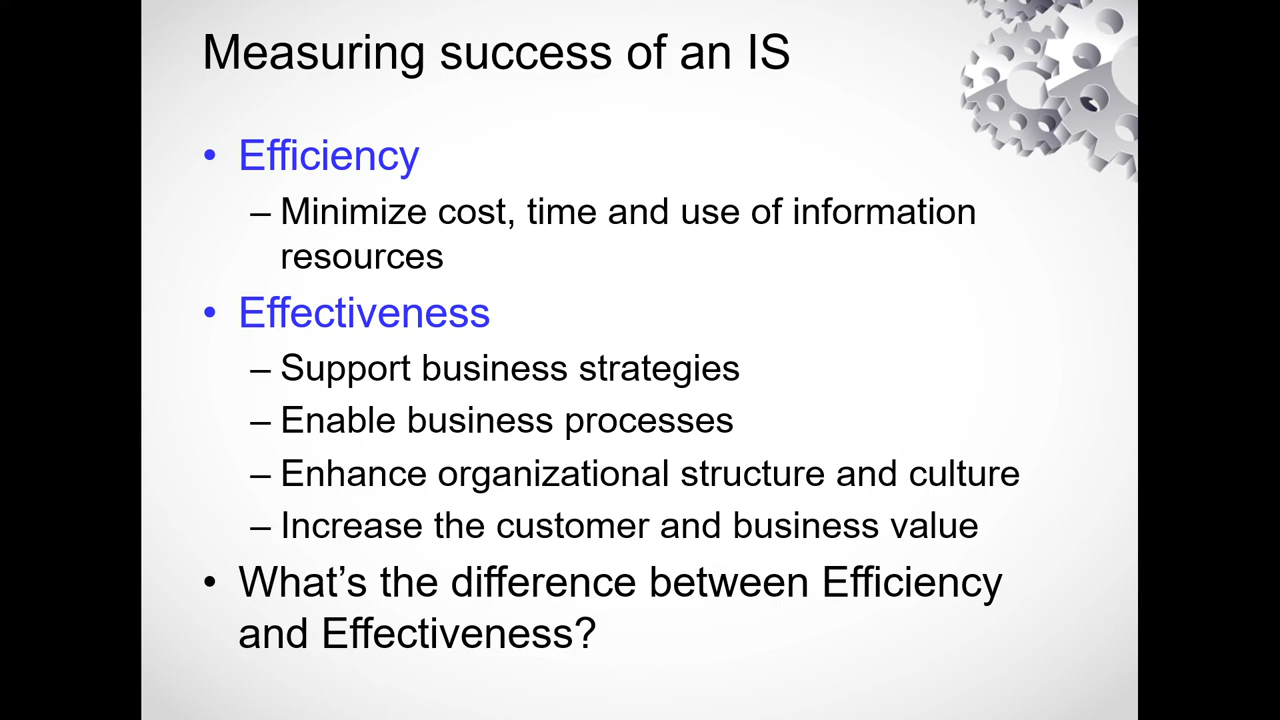 Measuring success of an IS
• Efficiency
– Minimize cost, time and use of information
resources
• Effectiveness
– Support business strategies
– Enable business processes
– Enhance organizational structure and culture
– Increase the customer and business value
• What’s the difference between Efficiency
and Effectiveness?